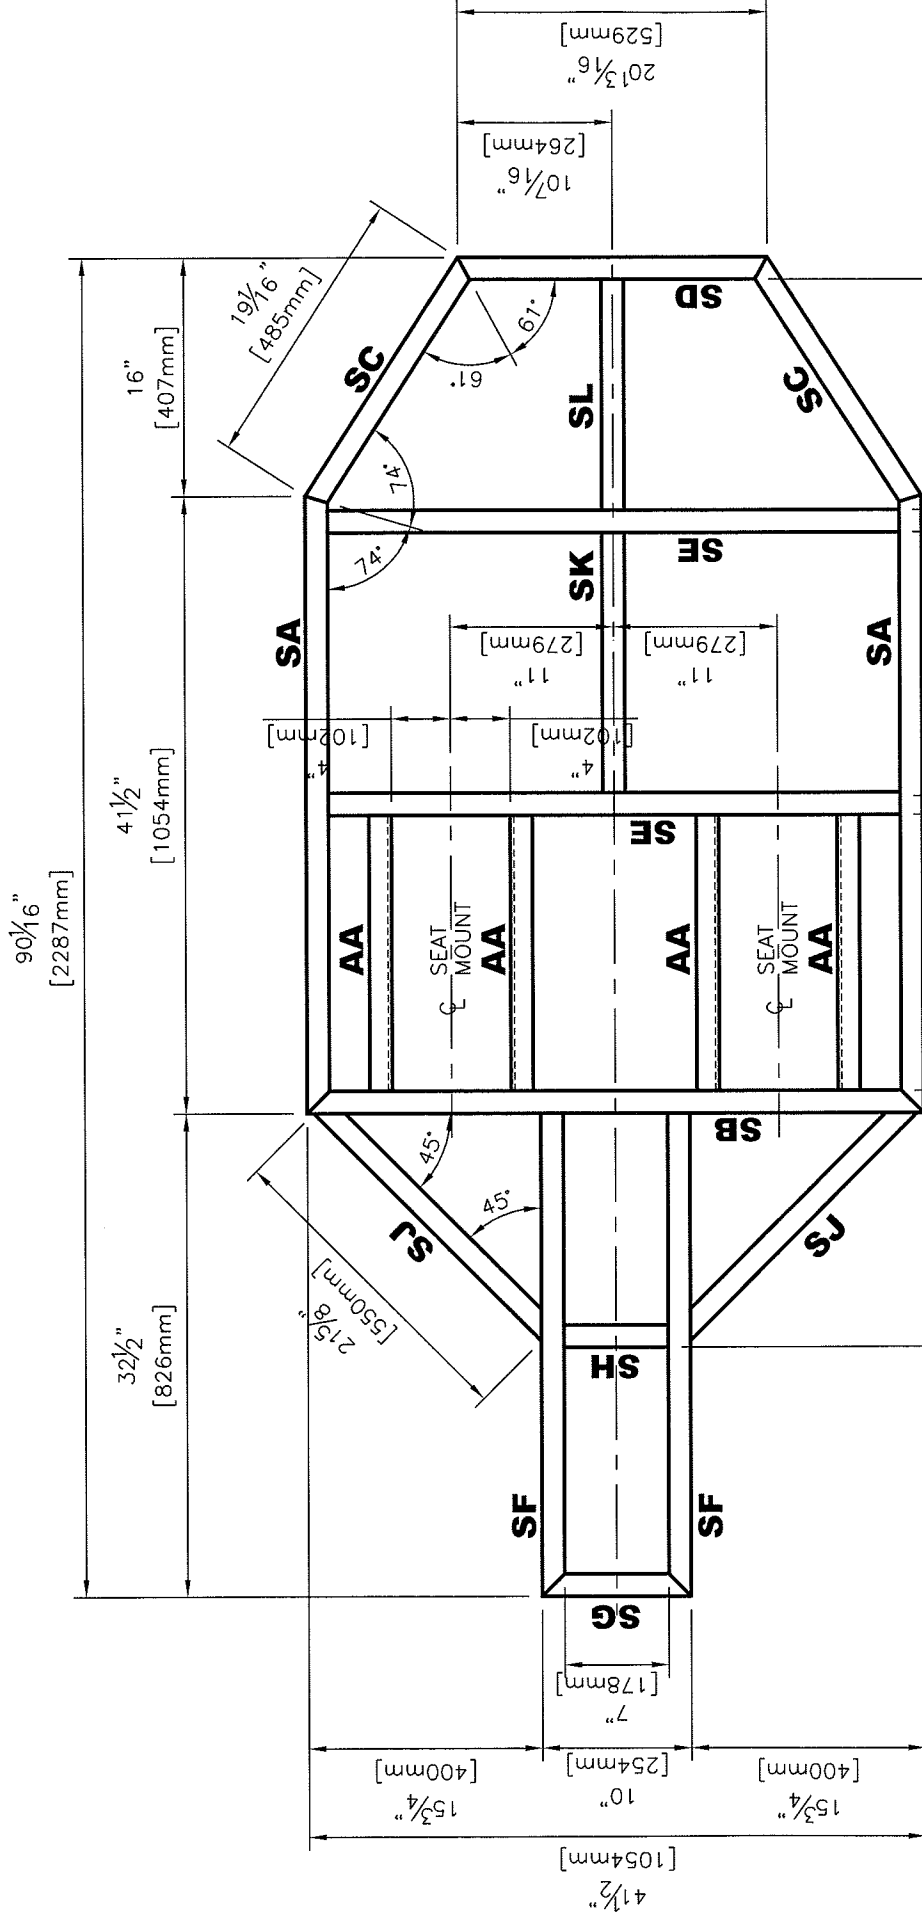 90 1/16"
[2287mm]
32 1/2"
[826mm]
41 1/2"
[1054mm]
16"
[407mm]
19 1/16"
[485mm]
10 7/16"
[264mm]
20 13/16"
[529mm]
SC
SA
74°
74°
61°
61°
SL
SD
SK
SE
SC
4"
[102mm]
4"
[102mm]
11"
[279mm]
11"
[279mm]
SE
SA
AA
SEAT
MOUNT
AA
AA
SEAT
MOUNT
AA
SB
45°
45°
SJ
21 5/8"
[550mm]
SJ
SH
SF
SF
SG
7"
[178mm]
15 3/4"
[400mm]
10"
[254mm]
15 3/4"
[400mm]
41 1/2"
[1054mm]